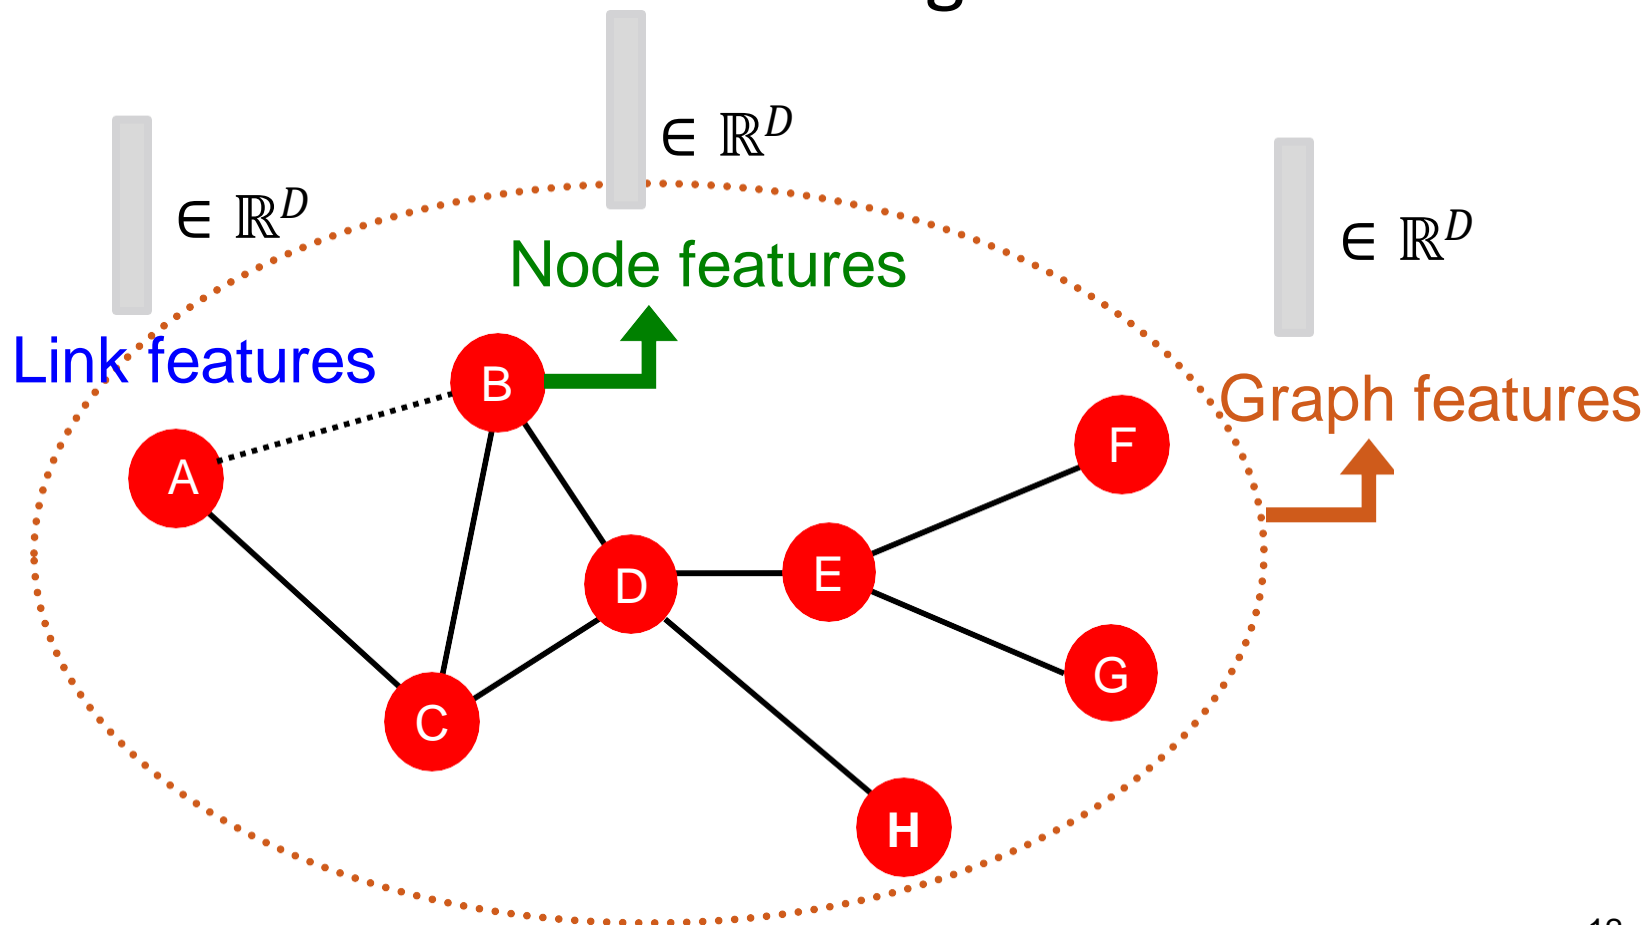 ∈ ℝ^D
∈ ℝ^D
∈ ℝ^D
Node features
Link features
Graph features
B
A
F
D
E
G
C
H